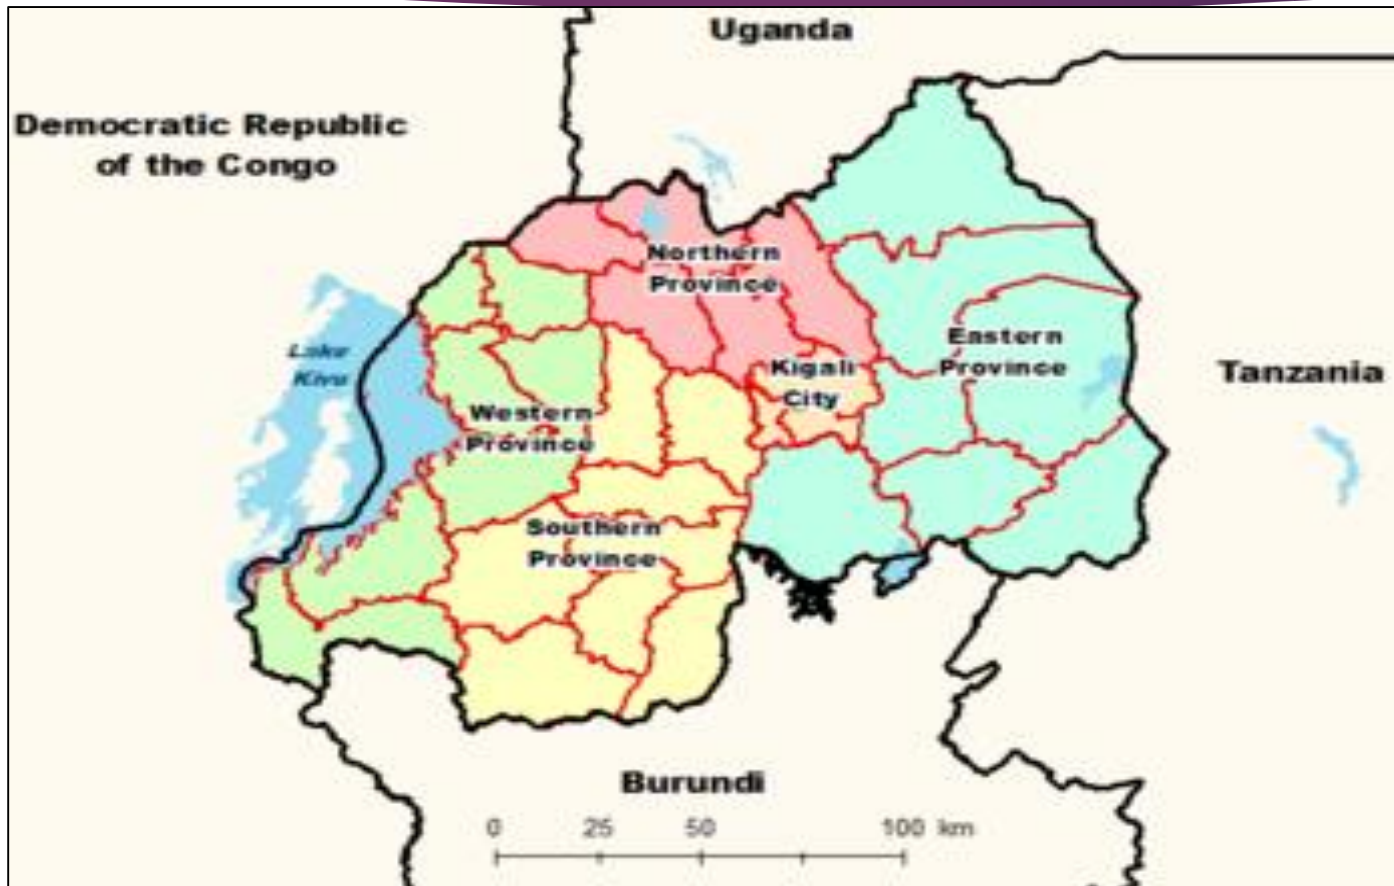 Uganda
Democratic Republic
of the Congo
Northern
Province
Lake
Kivu
Eastern
Province
Kigali
City
Tanzania
Western
Province
Southern
Province
Burundi
0 25 50 100 km